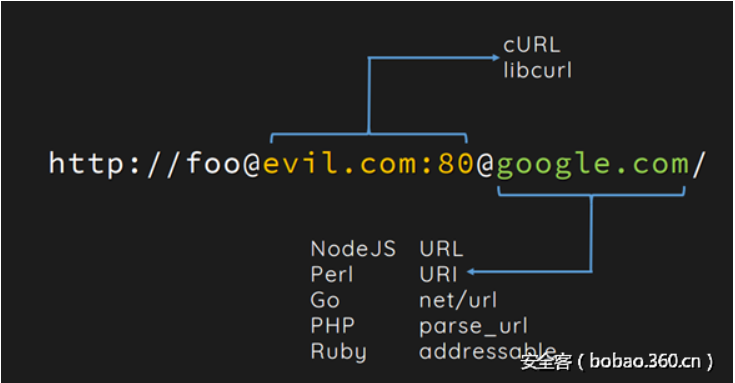 cURL
libcurl
http://foo@evil.com:80@google.com/
NodeJS URL
Perl URI
Go net/url
PHP parse_url
Ruby addressable
安全客（bobao.360.cn）